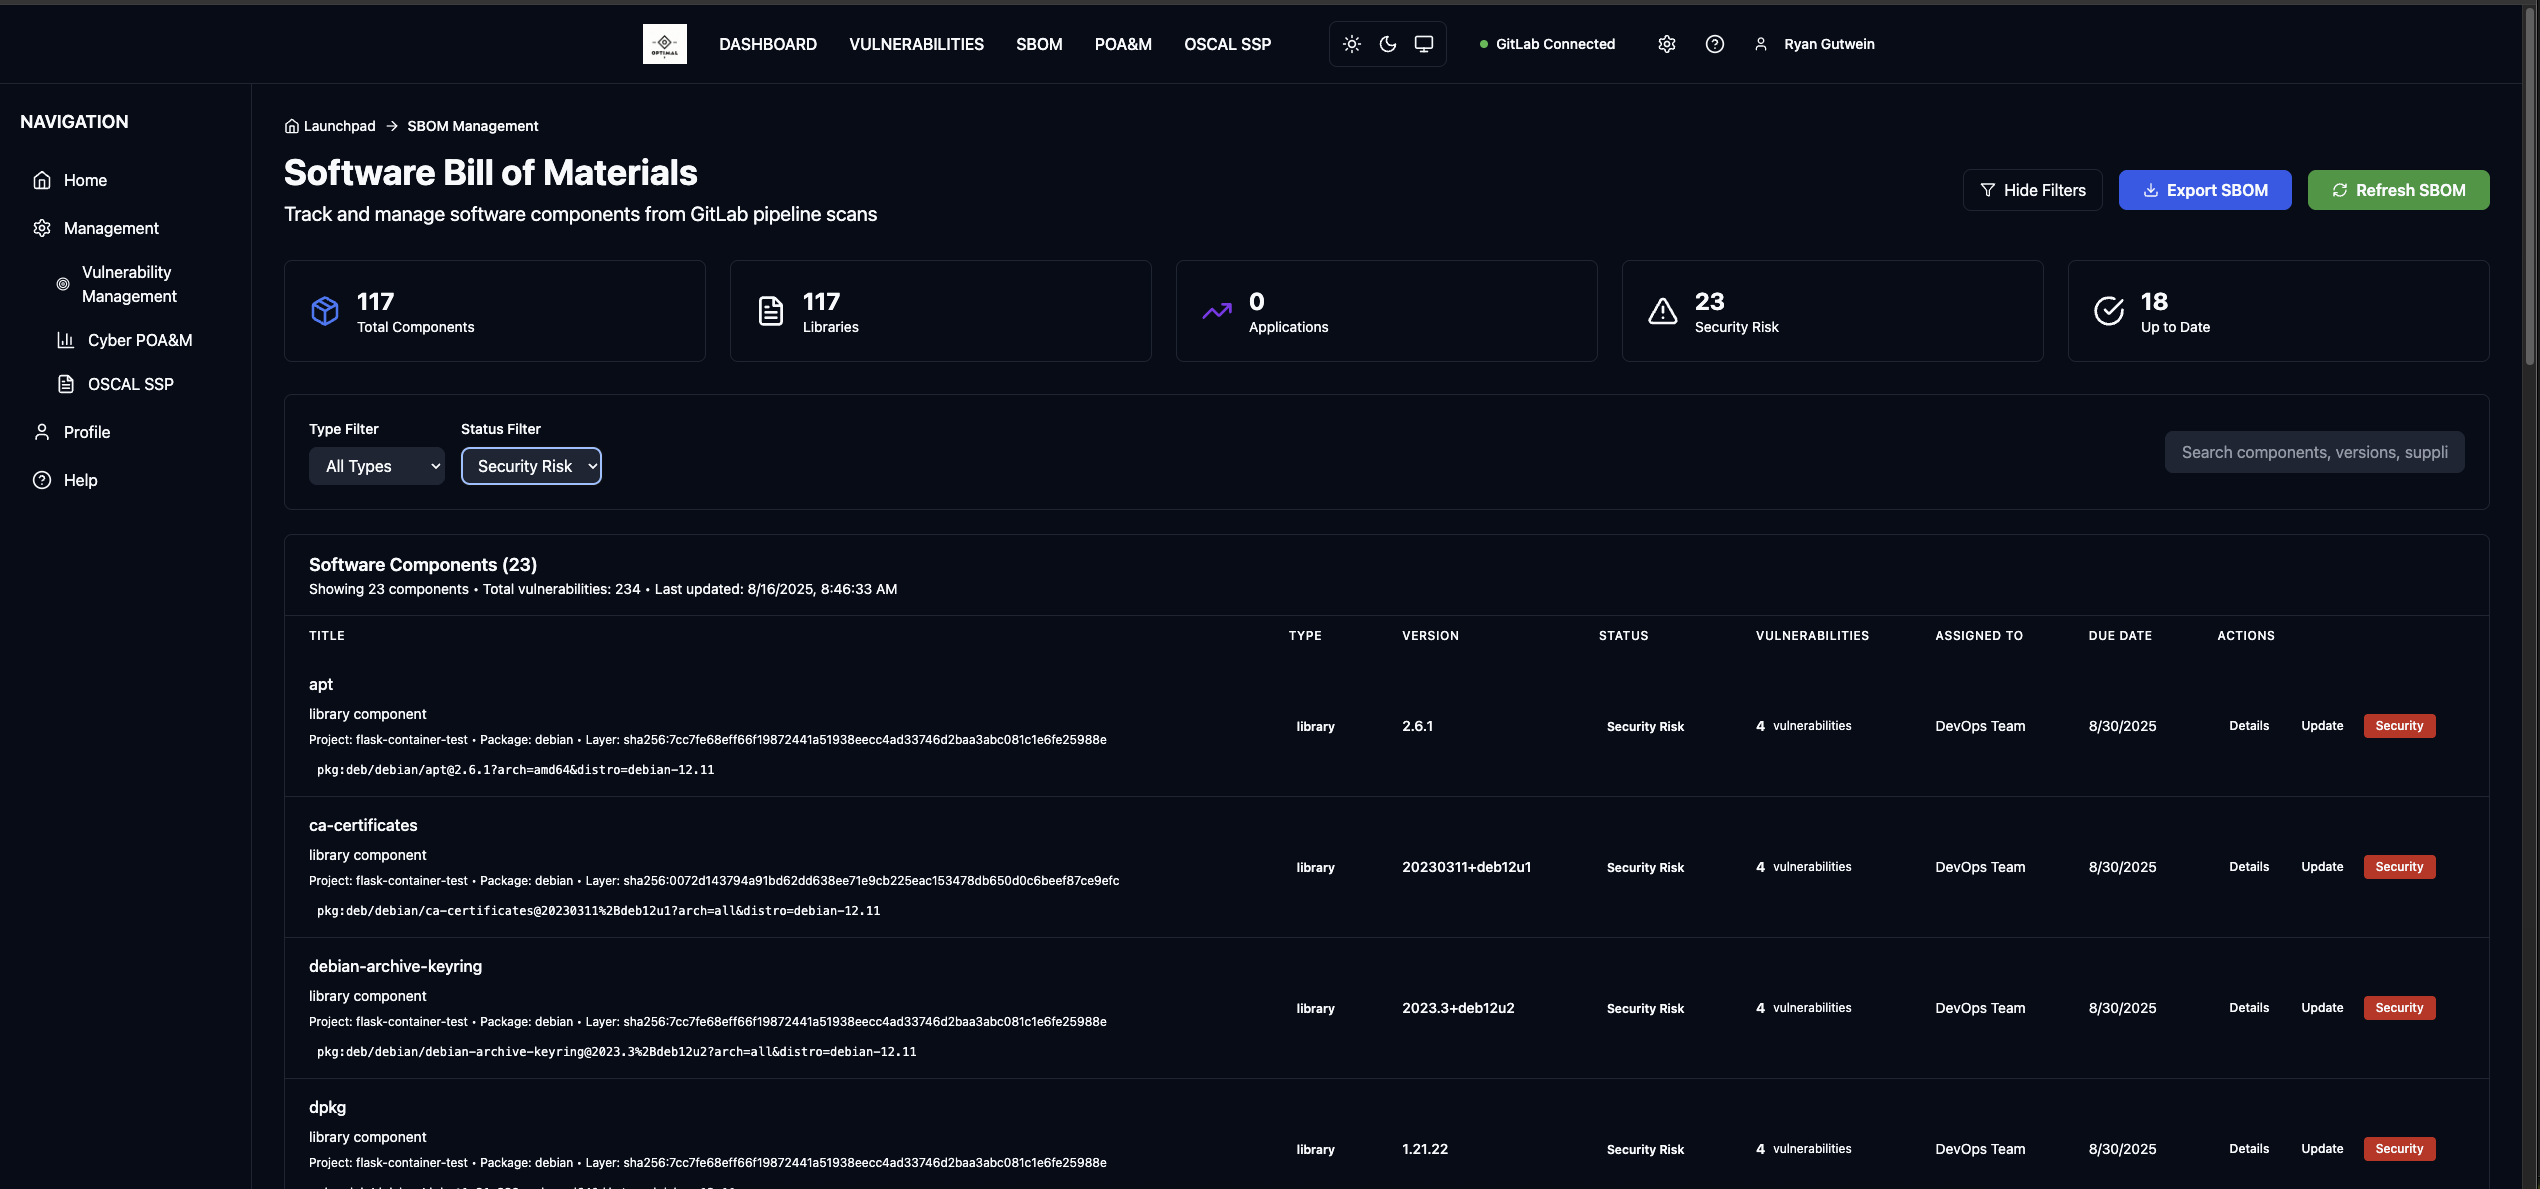 OPTIMAL
DASHBOARD VULNERABILITIES SBOM POA&M OSCAL SSP GitLab Connected Ryan Gutwein
NAVIGATION
Home
Management
Vulnerability
Management
Cyber POA&M
OSCAL SSP
Profile
Help
Launchpad → SBOM Management
Software Bill of Materials
Track and manage software components from GitLab pipeline scans
Hide Filters Export SBOM Refresh SBOM
117
Total Components
117
Libraries
0
Applications
23
Security Risk
18
Up to Date
Type Filter Status Filter
All Types Security Risk
Search components, versions, suppli
Software Components (23)
Showing 23 components • Total vulnerabilities: 234 • Last updated: 8/16/2025, 8:46:33 AM
TITLE TYPE VERSION STATUS VULNERABILITIES ASSIGNED TO DUE DATE ACTIONS
apt
library component
Project: flask-container-test • Package: debian • Layer: sha256:7cc7fe68eff66f19872441a51938eecc4ad33746d2baa3abc081c1e6fe25988e
pkg:deb/debian/apt@2.6.1?arch=amd64&distro=debian-12.11
library 2.6.1 Security Risk 4 vulnerabilities DevOps Team 8/30/2025 Details Update Security
ca-certificates
library component
Project: flask-container-test • Package: debian • Layer: sha256:0072d143794a91bd62dd638ee71e9cb225eac153478db650d0c6beef87ce9efc
pkg:deb/debian/ca-certificates@20230311%2Bdeb12u1?arch=all&distro=debian-12.11
library 20230311+deb12u1 Security Risk 4 vulnerabilities DevOps Team 8/30/2025 Details Update Security
debian-archive-keyring
library component
Project: flask-container-test • Package: debian • Layer: sha256:7cc7fe68eff66f19872441a51938eecc4ad33746d2baa3abc081c1e6fe25988e
pkg:deb/debian/debian-archive-keyring@2023.3%2Bdeb12u2?arch=all&distro=debian-12.11
library 2023.3+deb12u2 Security Risk 4 vulnerabilities DevOps Team 8/30/2025 Details Update Security
dpkg
library component
Project: flask-container-test • Package: debian • Layer: sha256:7cc7fe68eff66f19872441a51938eecc4ad33746d2baa3abc081c1e6fe25988e
library 1.21.22 Security Risk 4 vulnerabilities DevOps Team 8/30/2025 Details Update Security